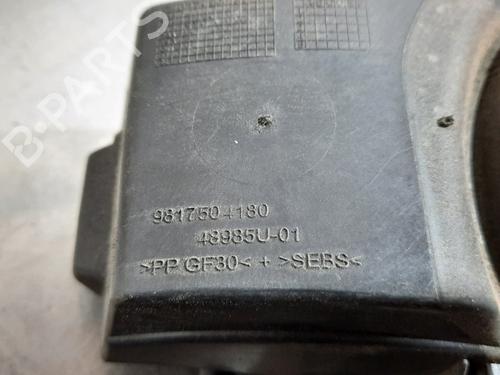 B-PARTS
9817504180
48985U-01
>PP GF30< + >SEBS<